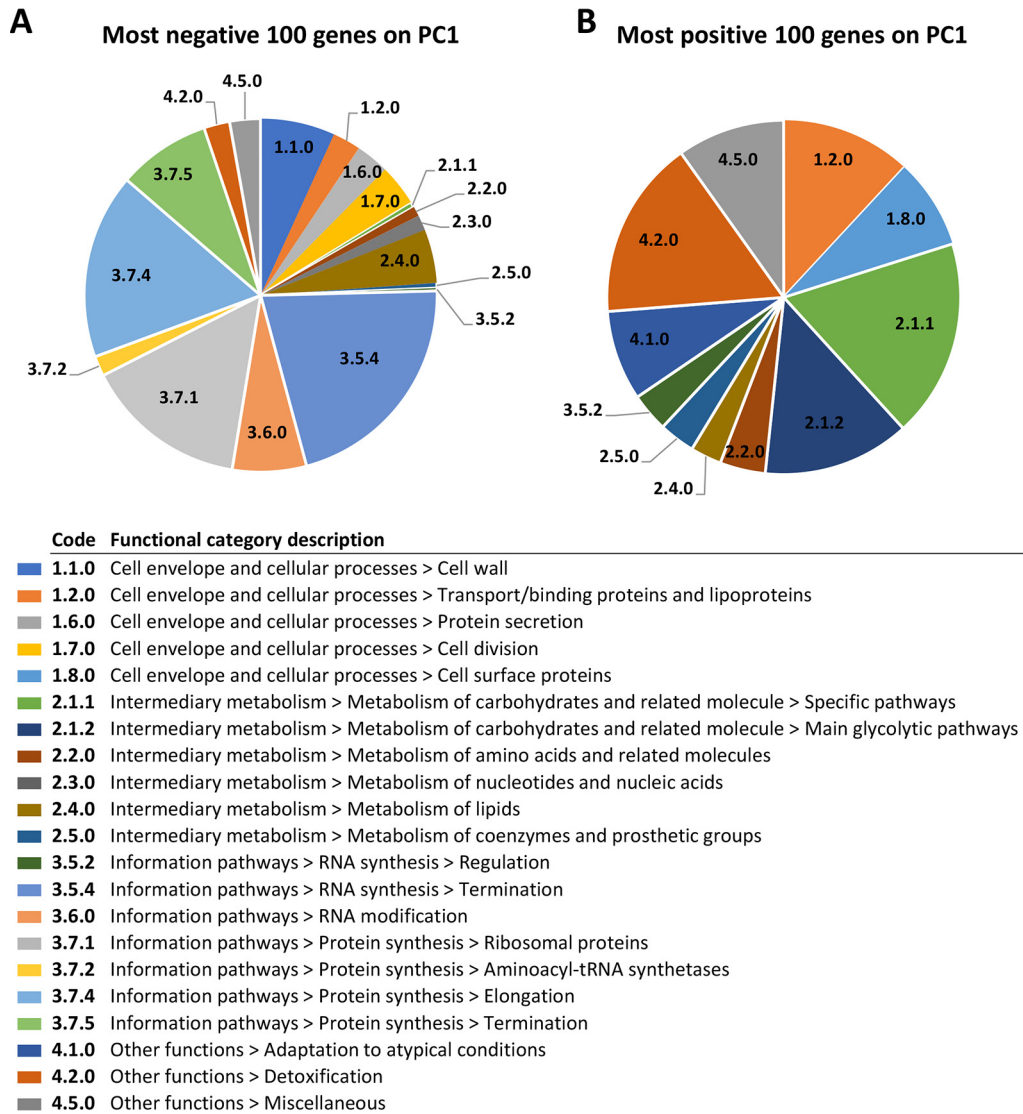 A
Most negative 100 genes on PC1
4.5.0
4.2.0
1.2.0
1.1.0
1.6.0
2.1.1
3.7.5
1.7.0
2.2.0
2.3.0
2.4.0
3.7.4
2.5.0
3.5.2
3.5.4
3.7.2
3.7.1
3.6.0
B
Most positive 100 genes on PC1
4.5.0
1.2.0
1.8.0
4.2.0
2.1.1
4.1.0
3.5.2
2.1.2
2.2.0
2.5.0
2.4.0
Code Functional category description
1.1.0 Cell envelope and cellular processes > Cell wall
1.2.0 Cell envelope and cellular processes > Transport/binding proteins and lipoproteins
1.6.0 Cell envelope and cellular processes > Protein secretion
1.7.0 Cell envelope and cellular processes > Cell division
1.8.0 Cell envelope and cellular processes > Cell surface proteins
2.1.1 Intermediary metabolism > Metabolism of carbohydrates and related molecule > Specific pathways
2.1.2 Intermediary metabolism > Metabolism of carbohydrates and related molecule > Main glycolytic pathways
2.2.0 Intermediary metabolism > Metabolism of amino acids and related molecules
2.3.0 Intermediary metabolism > Metabolism of nucleotides and nucleic acids
2.4.0 Intermediary metabolism > Metabolism of lipids
2.5.0 Intermediary metabolism > Metabolism of coenzymes and prosthetic groups
3.5.2 Information pathways > RNA synthesis > Regulation
3.5.4 Information pathways > RNA synthesis > Termination
3.6.0 Information pathways > RNA modification
3.7.1 Information pathways > Protein synthesis > Ribosomal proteins
3.7.2 Information pathways > Protein synthesis > Aminoacyl-tRNA synthetases
3.7.4 Information pathways > Protein synthesis > Elongation
3.7.5 Information pathways > Protein synthesis > Termination
4.1.0 Other functions > Adaptation to atypical conditions
4.2.0 Other functions > Detoxification
4.5.0 Other functions > Miscellaneous